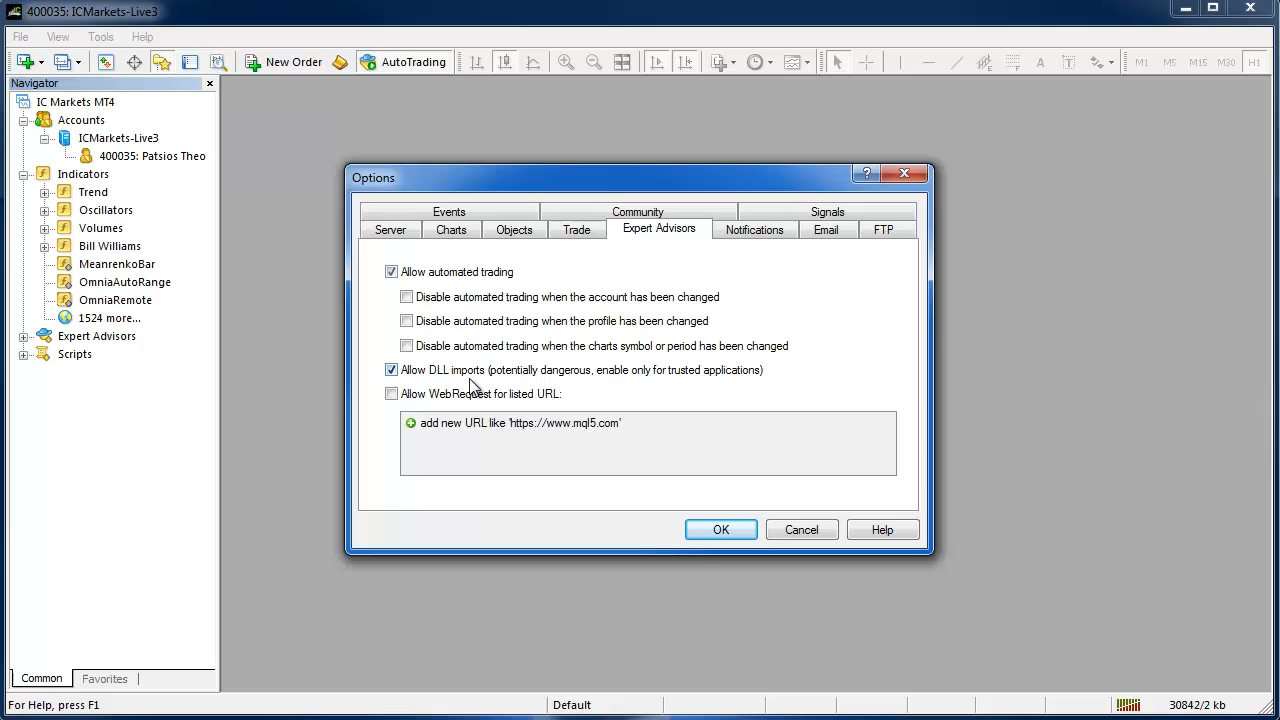 400035: ICMarkets-Live3
File View Tools Help
New Order AutoTrading M1 M5 M15 M30 H1
Navigator
IC Markets MT4
Accounts
ICMarkets-Live3
400035: Patsios Theo
Indicators
Trend
Oscillators
Volumes
Bill Williams
MeanrenkoBar
OmniaAutoRange
OmniaRemote
1524 more...
Expert Advisors
Scripts
Common Favorites
Options
Events Community Signals
Server Charts Objects Trade Expert Advisors Notifications Email FTP
Allow automated trading
Disable automated trading when the account has been changed
Disable automated trading when the profile has been changed
Disable automated trading when the charts symbol or period has been changed
Allow DLL imports (potentially dangerous, enable only for trusted applications)
Allow WebRequest for listed URL:
add new URL like 'https://www.mql5.com'
OK Cancel Help
For Help, press F1 Default 30842/2 kb